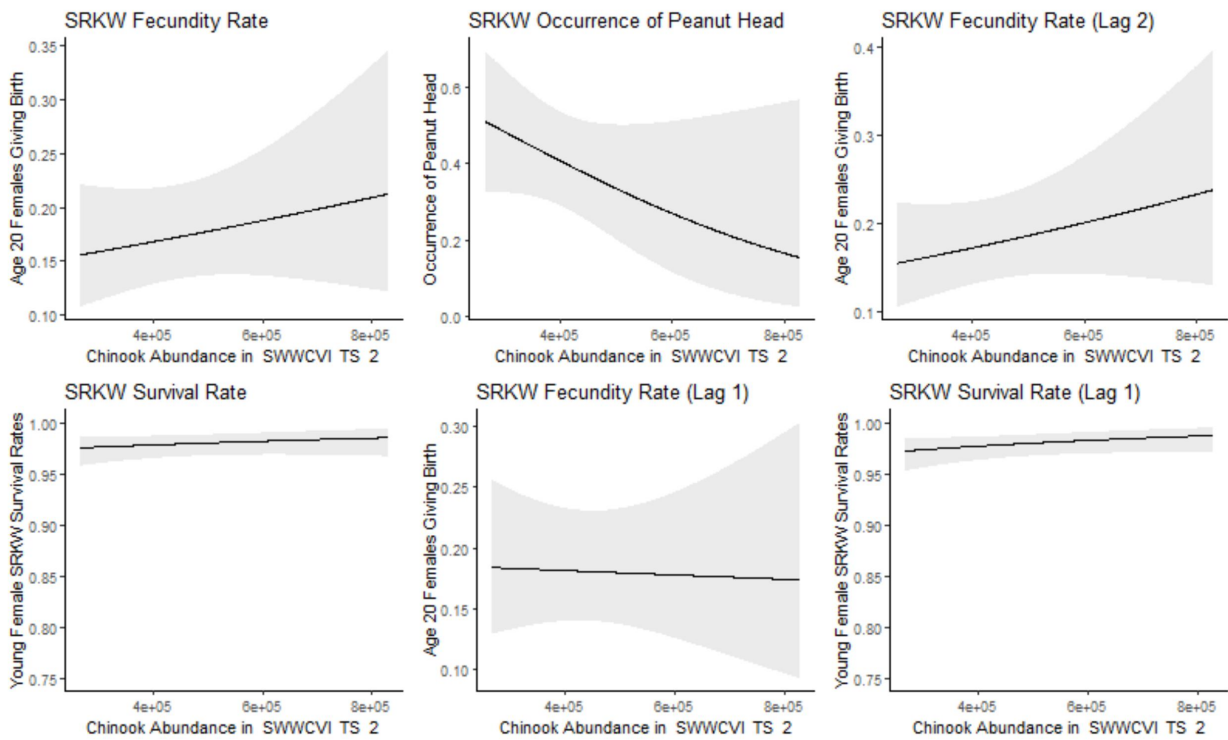 SRKW Fecundity Rate
Age 20 Females Giving Birth
0.35
0.30
0.25
0.20
0.15
0.10
4e+05 6e+05 8e+05
Chinook Abundance in SWWCVI TS 2
SRKW Occurrence of Peanut Head
Occurrence of Peanut Head
0.6
0.4
0.2
0.0
4e+05 6e+05 8e+05
Chinook Abundance in SWWCVI TS 2
SRKW Fecundity Rate (Lag 2)
Age 20 Females Giving Birth
0.4
0.3
0.2
0.1
4e+05 6e+05 8e+05
Chinook Abundance in SWWCVI TS 2
SRKW Survival Rate
Young Female SRKW Survival Rates
1.00
0.95
0.90
0.85
0.80
0.75
4e+05 6e+05 8e+05
Chinook Abundance in SWWCVI TS 2
SRKW Fecundity Rate (Lag 1)
Age 20 Females Giving Birth
0.30
0.25
0.20
0.15
0.10
4e+05 6e+05 8e+05
Chinook Abundance in SWWCVI TS 2
SRKW Survival Rate (Lag 1)
Young Female SRKW Survival Rates
1.00
0.95
0.90
0.85
0.80
0.75
4e+05 6e+05 8e+05
Chinook Abundance in SWWCVI TS 2